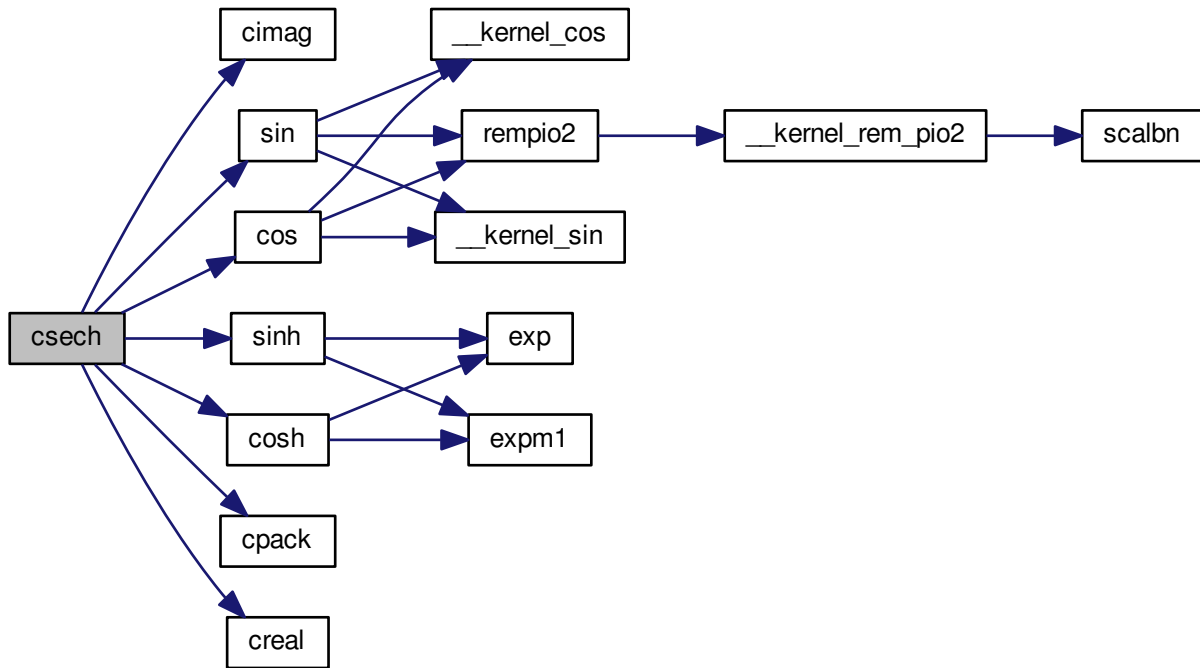 cimag
__kernel_cos
sin
rempio2
__kernel_rem_pio2
scalbn
cos
__kernel_sin
csech
sinh
exp
cosh
expm1
cpack
creal